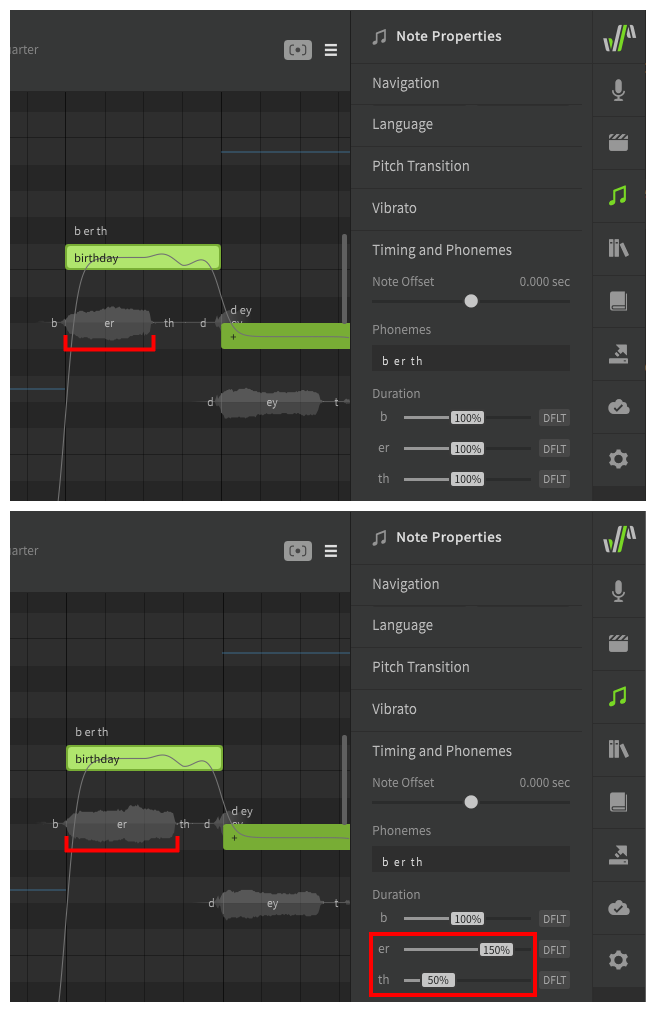 arter
Note Properties
Navigation
Language
Pitch Transition
Vibrato
Timing and Phonemes
Note Offset 0.000 sec
Phonemes
b er th
Duration
b 100% DFLT
er 100% DFLT
th 100% DFLT
b er th
birthday
b er th d
d ey
+
d ey t
arter
Note Properties
Navigation
Language
Pitch Transition
Vibrato
Timing and Phonemes
Note Offset 0.000 sec
Phonemes
b er th
Duration
b 100% DFLT
er 150% DFLT
th 50% DFLT
b er th
birthday
b er th d
d ey
+
d ey t